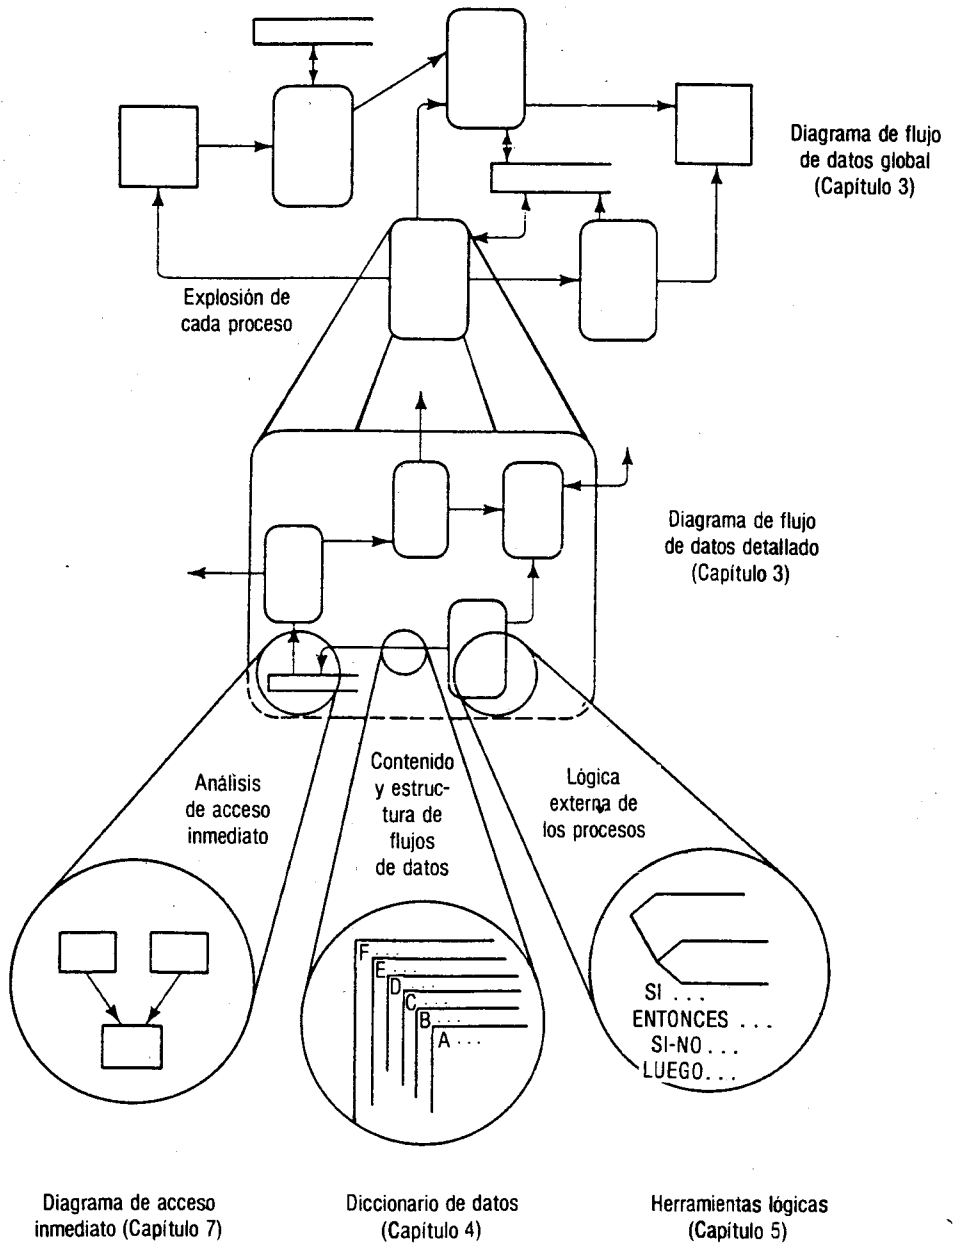 Diagrama de flujo
de datos global
(Capítulo 3)
Explosión de
cada proceso
Diagrama de flujo
de datos detallado
(Capítulo 3)
Análisis
de acceso
inmediato
Contenido
y estruc-
tura de
flujos
de datos
Lógica
externa de
los procesos
F...
E...
D....
C....
B....
A...
SI ...
ENTONCES ...
SI-NO...
LUEGO...
Diagrama de acceso
inmediato (Capítulo 7)
Diccionario de datos
(Capítulo 4)
Herramientas lógicas
(Capítulo 5)